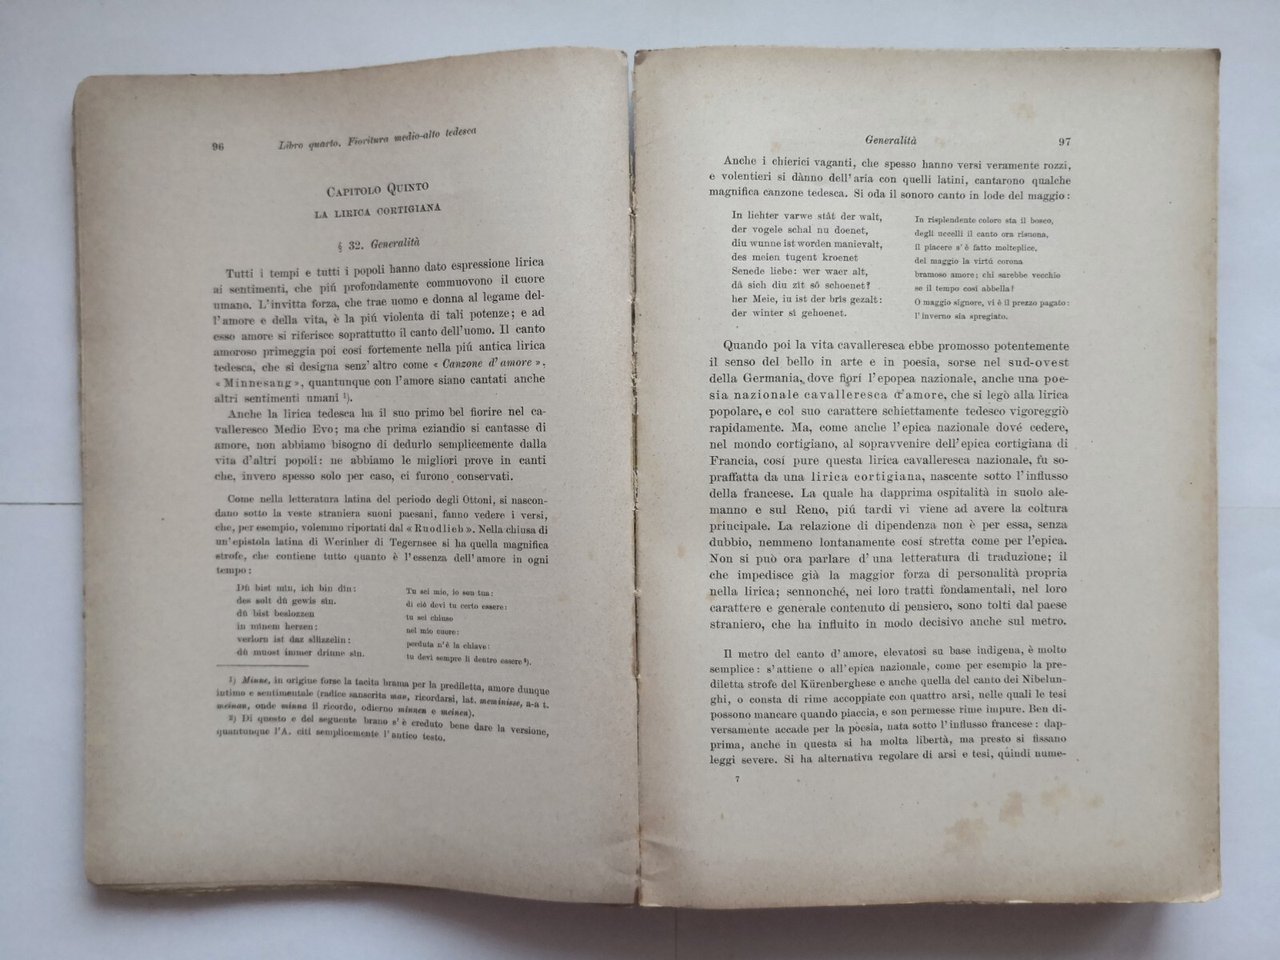 96
Libro quarto. Fioritura medio-alto tedesca
CAPITOLO QUINTO
LA LIRICA CORTIGIANA
§ 32. Generalità
Tutti i tempi e tutti i popoli hanno dato espressione lirica
ai sentimenti, che piú profondamente commuovono il cuore
umano. L'invitta forza, che trae uomo e donna al legame del-
l'amore e della vita, è la piú violenta di tali potenze; e ad
esso amore si riferisce soprattutto il canto dell'uomo. Il canto
amoroso primeggia poi cosí fortemente nella piú antica lirica
tedesca, che si designa senz'altro come « Canzone d'amore »,
« Minnesang », quantunque con l'amore siano cantati anche
altri sentimenti umani ¹).
Anche la lirica tedesca ha il suo primo bel fiorire nel ca-
valleresco Medio Evo; ma che prima eziandio si cantasse di
amore, non abbiamo bisogno di dedurlo semplicemente dalla
vita d'altri popoli: ne abbiamo le migliori prove in canti
che, invero spesso solo per caso, ci furono conservati.
Come nella letteratura latina del periodo degli Ottoni, si nascon-
dano sotto la veste straniera suoni paesani, fanno vedere i versi,
che, per esempio, volemmo riportati dal « Ruodlieb ». Nella chiusa di
un'epistola latina di Werinher di Tegernsee si ha quella magnifica
strofe, che contiene tutto quanto è l'essenza dell'amore in ogni
tempo:
Dû bist mîn, ich bin dîn:
des solt dû gewis sîn.
dû bist beslozzen
in mînem herzen:
verlorn ist daz slüzzelîn:
dû muost immer drinne sîn.
Tu sei mio, io son tua:
di ciò devi tu certo essere:
tu sei chiuso
nel mio cuore:
perduta n'è la chiave:
tu devi sempre lí dentro essere ²).
¹) Minne, in origine forse la tacita brama per la prediletta, amore dunque
intimo e sentimentale (radice sanscrita man, ricordarsi, lat. meminisse, a-a t.
meinan, onde minna il ricordo, odierno minnen e meinen).
²) Di questo e del seguente brano s'è creduto bene dare la versione,
quantunque l'A. citi semplicemente l'antico testo.
Generalità
97
Anche i chierici vaganti, che spesso hanno versi veramente rozzi,
e volentieri si dànno dell'aria con quelli latini, cantarono qualche
magnifica canzone tedesca. Si oda il sonoro canto in lode del maggio:
In liehter varwe stât der walt,
der vogele schal nu doenet,
diu wunne ist worden manievalt,
des meien tugent kroenet
Senede liebe: wer waer alt,
dâ sich diu zît sô schoenet?
her Meie, iu ist der brîs gezalt:
der winter sî gehoenet.
In risplendente colore sta il bosco,
degli uccelli il canto ora risuona,
il piacere s'è fatto molteplice,
del maggio la virtú corona
bramoso amore; chi sarebbe vecchio
se il tempo cosí abbella?
O maggio signore, vi è il prezzo pagato:
l'inverno sia spregiato.
Quando poi la vita cavalleresca ebbe promosso potentemente
il senso del bello in arte e in poesia, sorse nel sud-ovest
della Germania, dove fiorí l'epopea nazionale, anche una poe-
sia nazionale cavalleresca d'amore, che si legò alla lirica
popolare, e col suo carattere schiettamente tedesco vigoreggiò
rapidamente. Ma, come anche l'epica nazionale dové cedere,
nel mondo cortigiano, al sopravvenire dell'epica cortigiana di
Francia, cosí pure questa lirica cavalleresca nazionale, fu so-
praffatta da una lirica cortigiana, nascente sotto l'influsso
della francese. La quale ha dapprima ospitalità in suolo ale-
manno e sul Reno, piú tardi vi viene ad avere la coltura
principale. La relazione di dipendenza non è per essa, senza
dubbio, nemmeno lontanamente cosí stretta come per l'epica.
Non si può ora parlare d'una letteratura di traduzione; il
che impedisce già la maggior forza di personalità propria
nella lirica; sennonché, nei loro tratti fondamentali, nel loro
carattere e generale contenuto di pensiero, sono tolti dal paese
straniero, che ha influito in modo decisivo anche sul metro.
Il metro del canto d'amore, elevatosi su base indigena, è molto
semplice: s'attiene o all'epica nazionale, come per esempio la pre-
diletta strofe del Kürenberghese e anche quella del canto dei Nibelun-
ghi, o consta di rime accoppiate con quattro arsi, nelle quali le tesi
possono mancare quando piaccia, e son permesse rime impure. Ben di-
versamente accade per la poesia, nata sotto l'influsso francese: dap-
prima, anche in questa si ha molta libertà, ma presto si fissano
leggi severe. Si ha alternativa regolare di arsi e tesi, quindi nume-
7